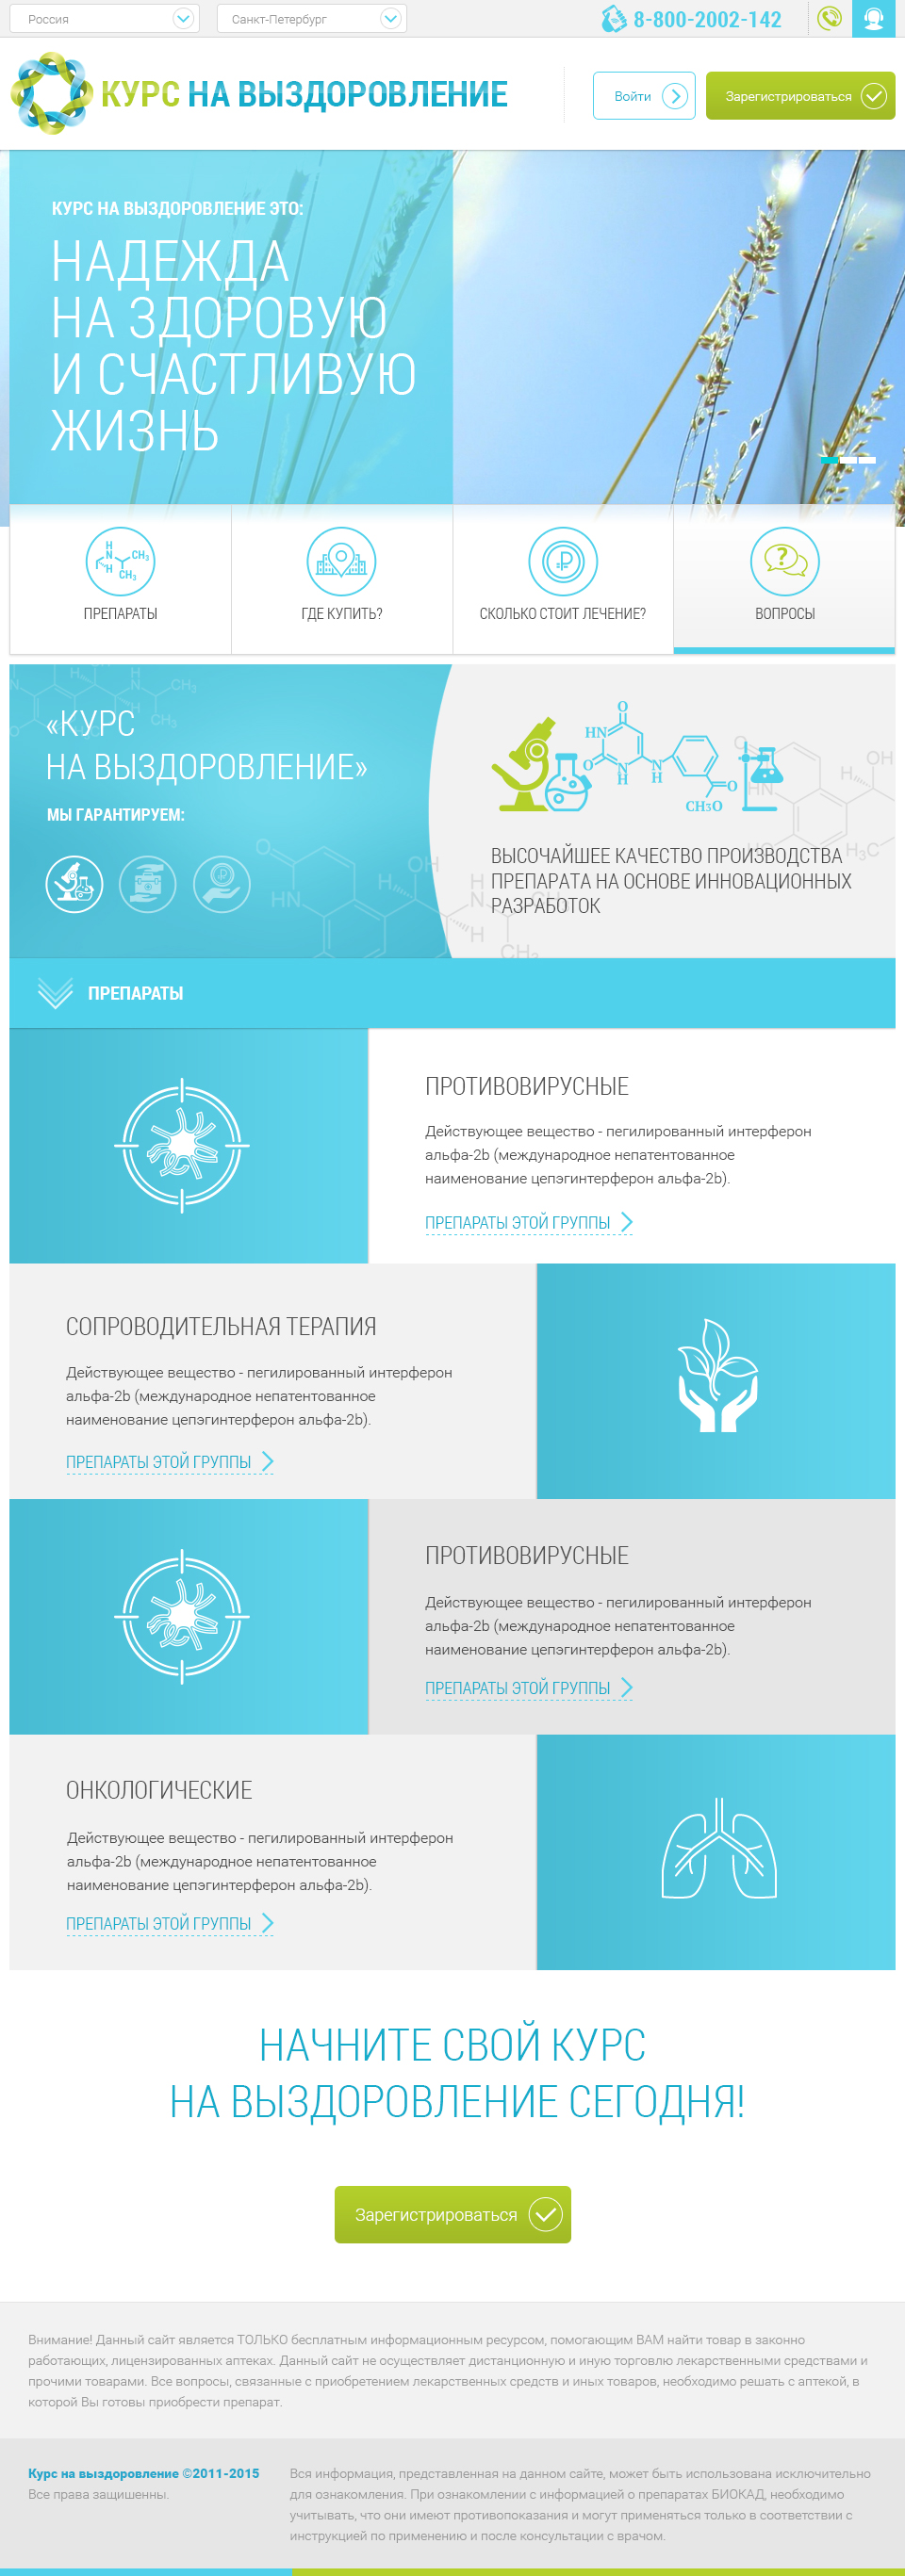 Россия
Санкт-Петербург
8-800-2002-142
КУРС НА ВЫЗДОРОВЛЕНИЕ
Войти
Зарегистрироваться
КУРС НА ВЫЗДОРОВЛЕНИЕ ЭТО:
НАДЕЖДА
НА ЗДОРОВУЮ
И СЧАСТЛИВУЮ
ЖИЗНЬ
H
N
H
CH3
CH3
ПРЕПАРАТЫ
ГДЕ КУПИТЬ?
СКОЛЬКО СТОИТ ЛЕЧЕНИЕ?
?
ВОПРОСЫ
«КУРС
НА ВЫЗДОРОВЛЕНИЕ»
МЫ ГАРАНТИРУЕМ:
O
HN
O
N
H
N
H
O
CH3O
ВЫСОЧАЙШЕЕ КАЧЕСТВО ПРОИЗВОДСТВА
ПРЕПАРАТА НА ОСНОВЕ ИННОВАЦИОННЫХ
РАЗРАБОТОК
ПРЕПАРАТЫ
ПРОТИВОВИРУСНЫЕ
Действующее вещество - пегилированный интерферон
альфа-2b (международное непатентованное
наименование цепэгинтерферон альфа-2b).
ПРЕПАРАТЫ ЭТОЙ ГРУППЫ
СОПРОВОДИТЕЛЬНАЯ ТЕРАПИЯ
Действующее вещество - пегилированный интерферон
альфа-2b (международное непатентованное
наименование цепэгинтерферон альфа-2b).
ПРЕПАРАТЫ ЭТОЙ ГРУППЫ
ПРОТИВОВИРУСНЫЕ
Действующее вещество - пегилированный интерферон
альфа-2b (международное непатентованное
наименование цепэгинтерферон альфа-2b).
ПРЕПАРАТЫ ЭТОЙ ГРУППЫ
ОНКОЛОГИЧЕСКИЕ
Действующее вещество - пегилированный интерферон
альфа-2b (международное непатентованное
наименование цепэгинтерферон альфа-2b).
ПРЕПАРАТЫ ЭТОЙ ГРУППЫ
НАЧНИТЕ СВОЙ КУРС
НА ВЫЗДОРОВЛЕНИЕ СЕГОДНЯ!
Зарегистрироваться
Внимание! Данный сайт является ТОЛЬКО бесплатным информационным ресурсом, помогающим ВАМ найти товар в законно
работающих, лицензированных аптеках. Данный сайт не осуществляет дистанционную и иную торговлю лекарственными средствами и
прочими товарами. Все вопросы, связанные с приобретением лекарственных средств и иных товаров, необходимо решать с аптекой, в
которой Вы готовы приобрести препарат.
Курс на выздоровление ©2011-2015
Все права защищенны.
Вся информация, представленная на данном сайте, может быть использована исключительно
для ознакомления. При ознакомлении с информацией о препаратах БИОКАД, необходимо
учитывать, что они имеют противопоказания и могут применяться только в соответствии с
инструкцией по применению и после консультации с врачом.